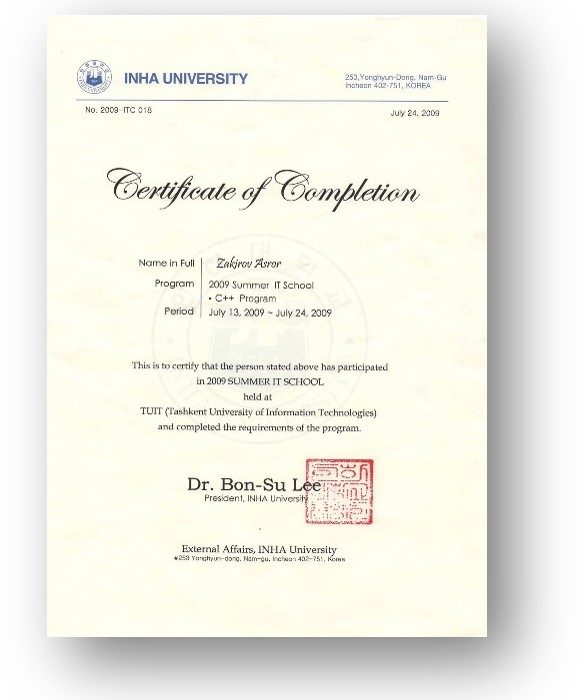 INHA UNIVERSITY
253,Yonghyun-Dong, Nam-Gu
Incheon 402-751, KOREA
No. 2009-ITC 018
July 24, 2009
Certificate of Completion
Name in Full Zakirov Asror
Program 2009 Summer IT School
• C++ Program
Period July 13, 2009 ~ July 24, 2009
This is to certify that the person stated above has participated
in 2009 SUMMER IT SCHOOL
held at
TUIT (Tashkent University of Information Technologies)
and completed the requirements of the program.
Dr. Bon-Su Lee
President, INHA University
External Affairs, INHA University
#253 Yonghyun-dong, Nam-gu, Incheon 402-751, Korea